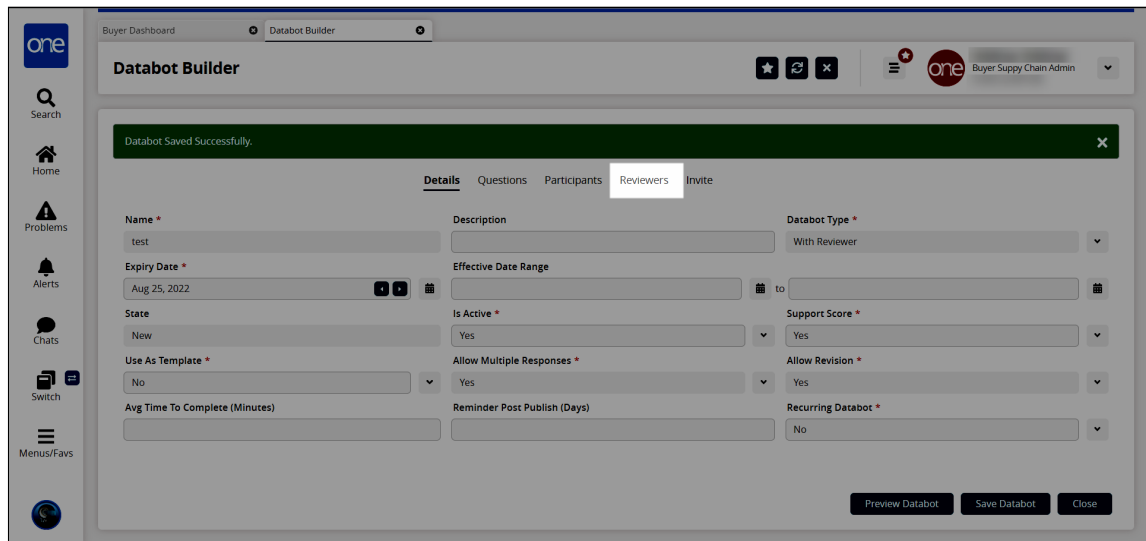 Buyer Dashboard Databot Builder
one
Databot Builder
one Buyer Suppy Chain Admin
Search
Home
Problems
Alerts
Chats
Switch
Menus/Favs
Databot Saved Successfully.
Details Questions Participants Reviewers Invite
Name * Description Databot Type *
test With Reviewer
Expiry Date * Effective Date Range
Aug 25, 2022 to
State Is Active * Support Score *
New Yes Yes
Use As Template * Allow Multiple Responses * Allow Revision *
No Yes Yes
Avg Time To Complete (Minutes) Reminder Post Publish (Days) Recurring Databot *
No
Preview Databot Save Databot Close